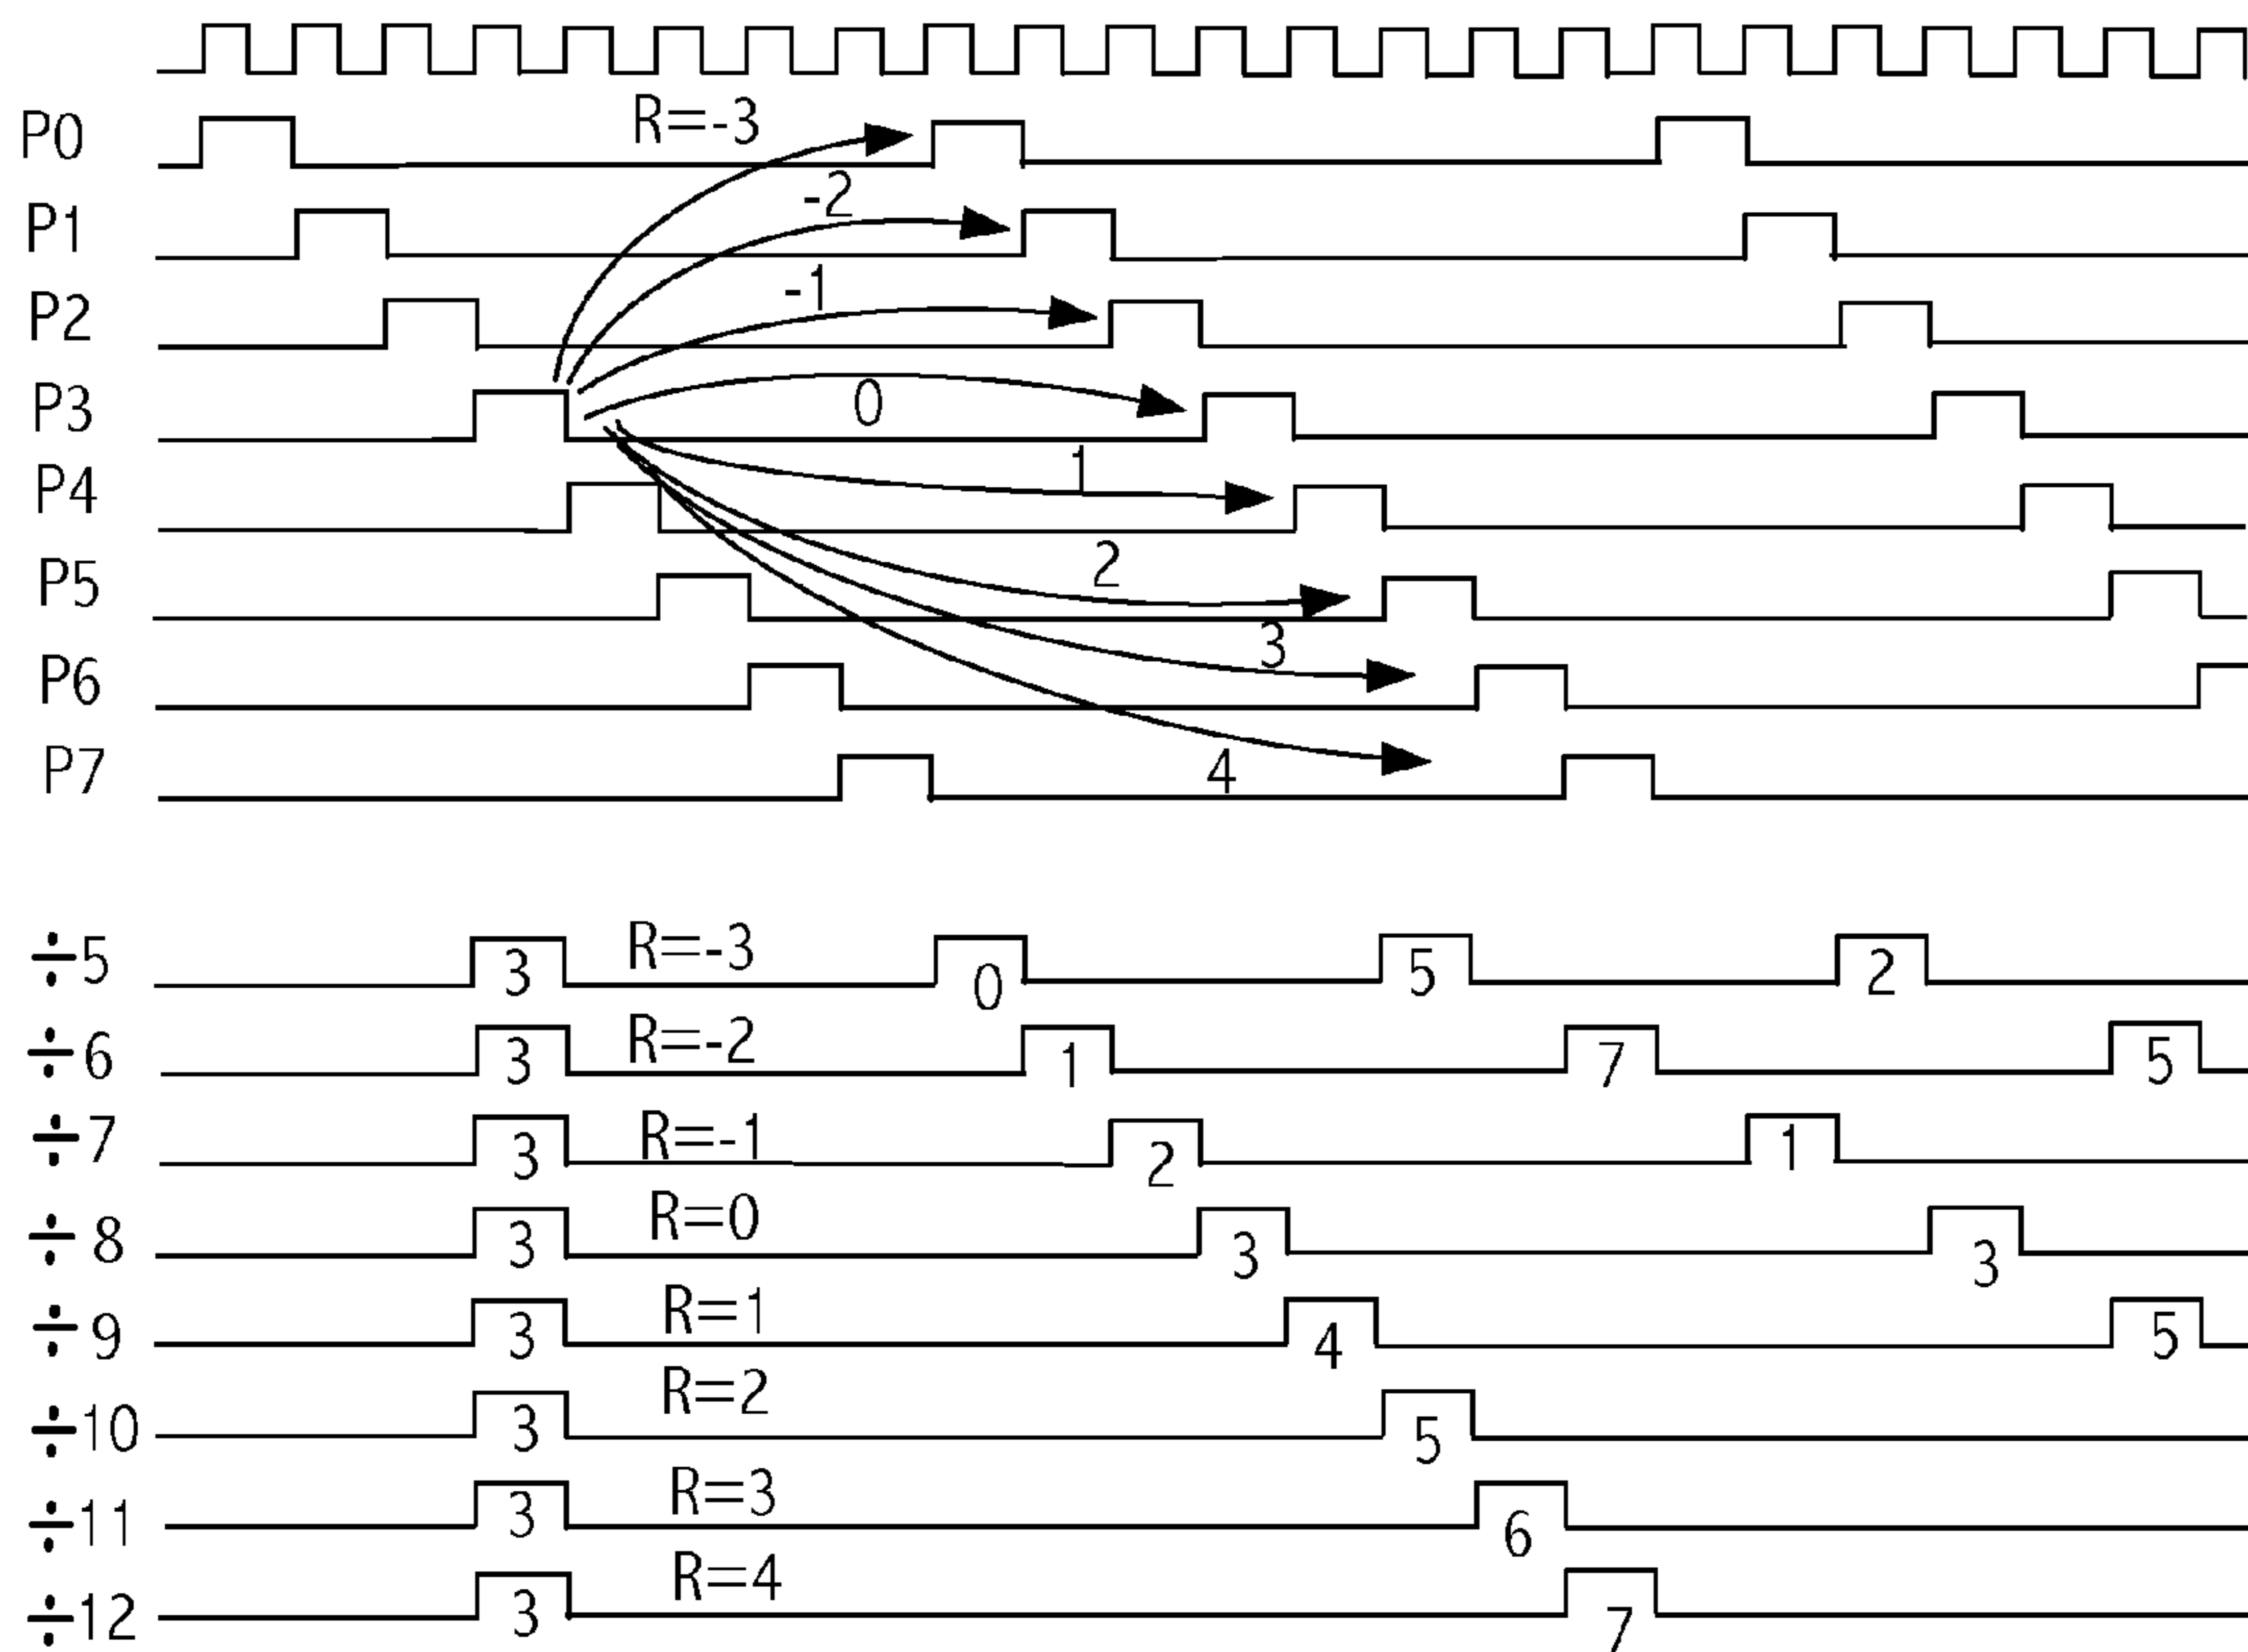 P0 R=-3
P1 -2
P2 -1
P3 0
P4 1
P5 2
P6 3
P7 4
÷5 3 R=-3 0 5 2
÷6 3 R=-2 1 7 5
÷7 3 R=-1 2 1
÷8 3 R=0 3 3
÷9 3 R=1 4 5
÷10 3 R=2 5
÷11 3 R=3 6
÷12 3 R=4 7